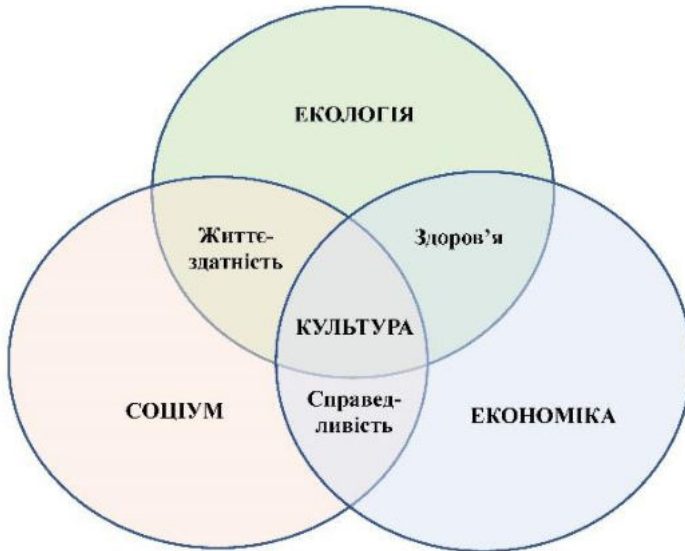 ЕКОЛОГІЯ
Життє-
здатність
Здоров’я
КУЛЬТУРА
СОЦІУМ
Справед-
ливість
ЕКОНОМІКА